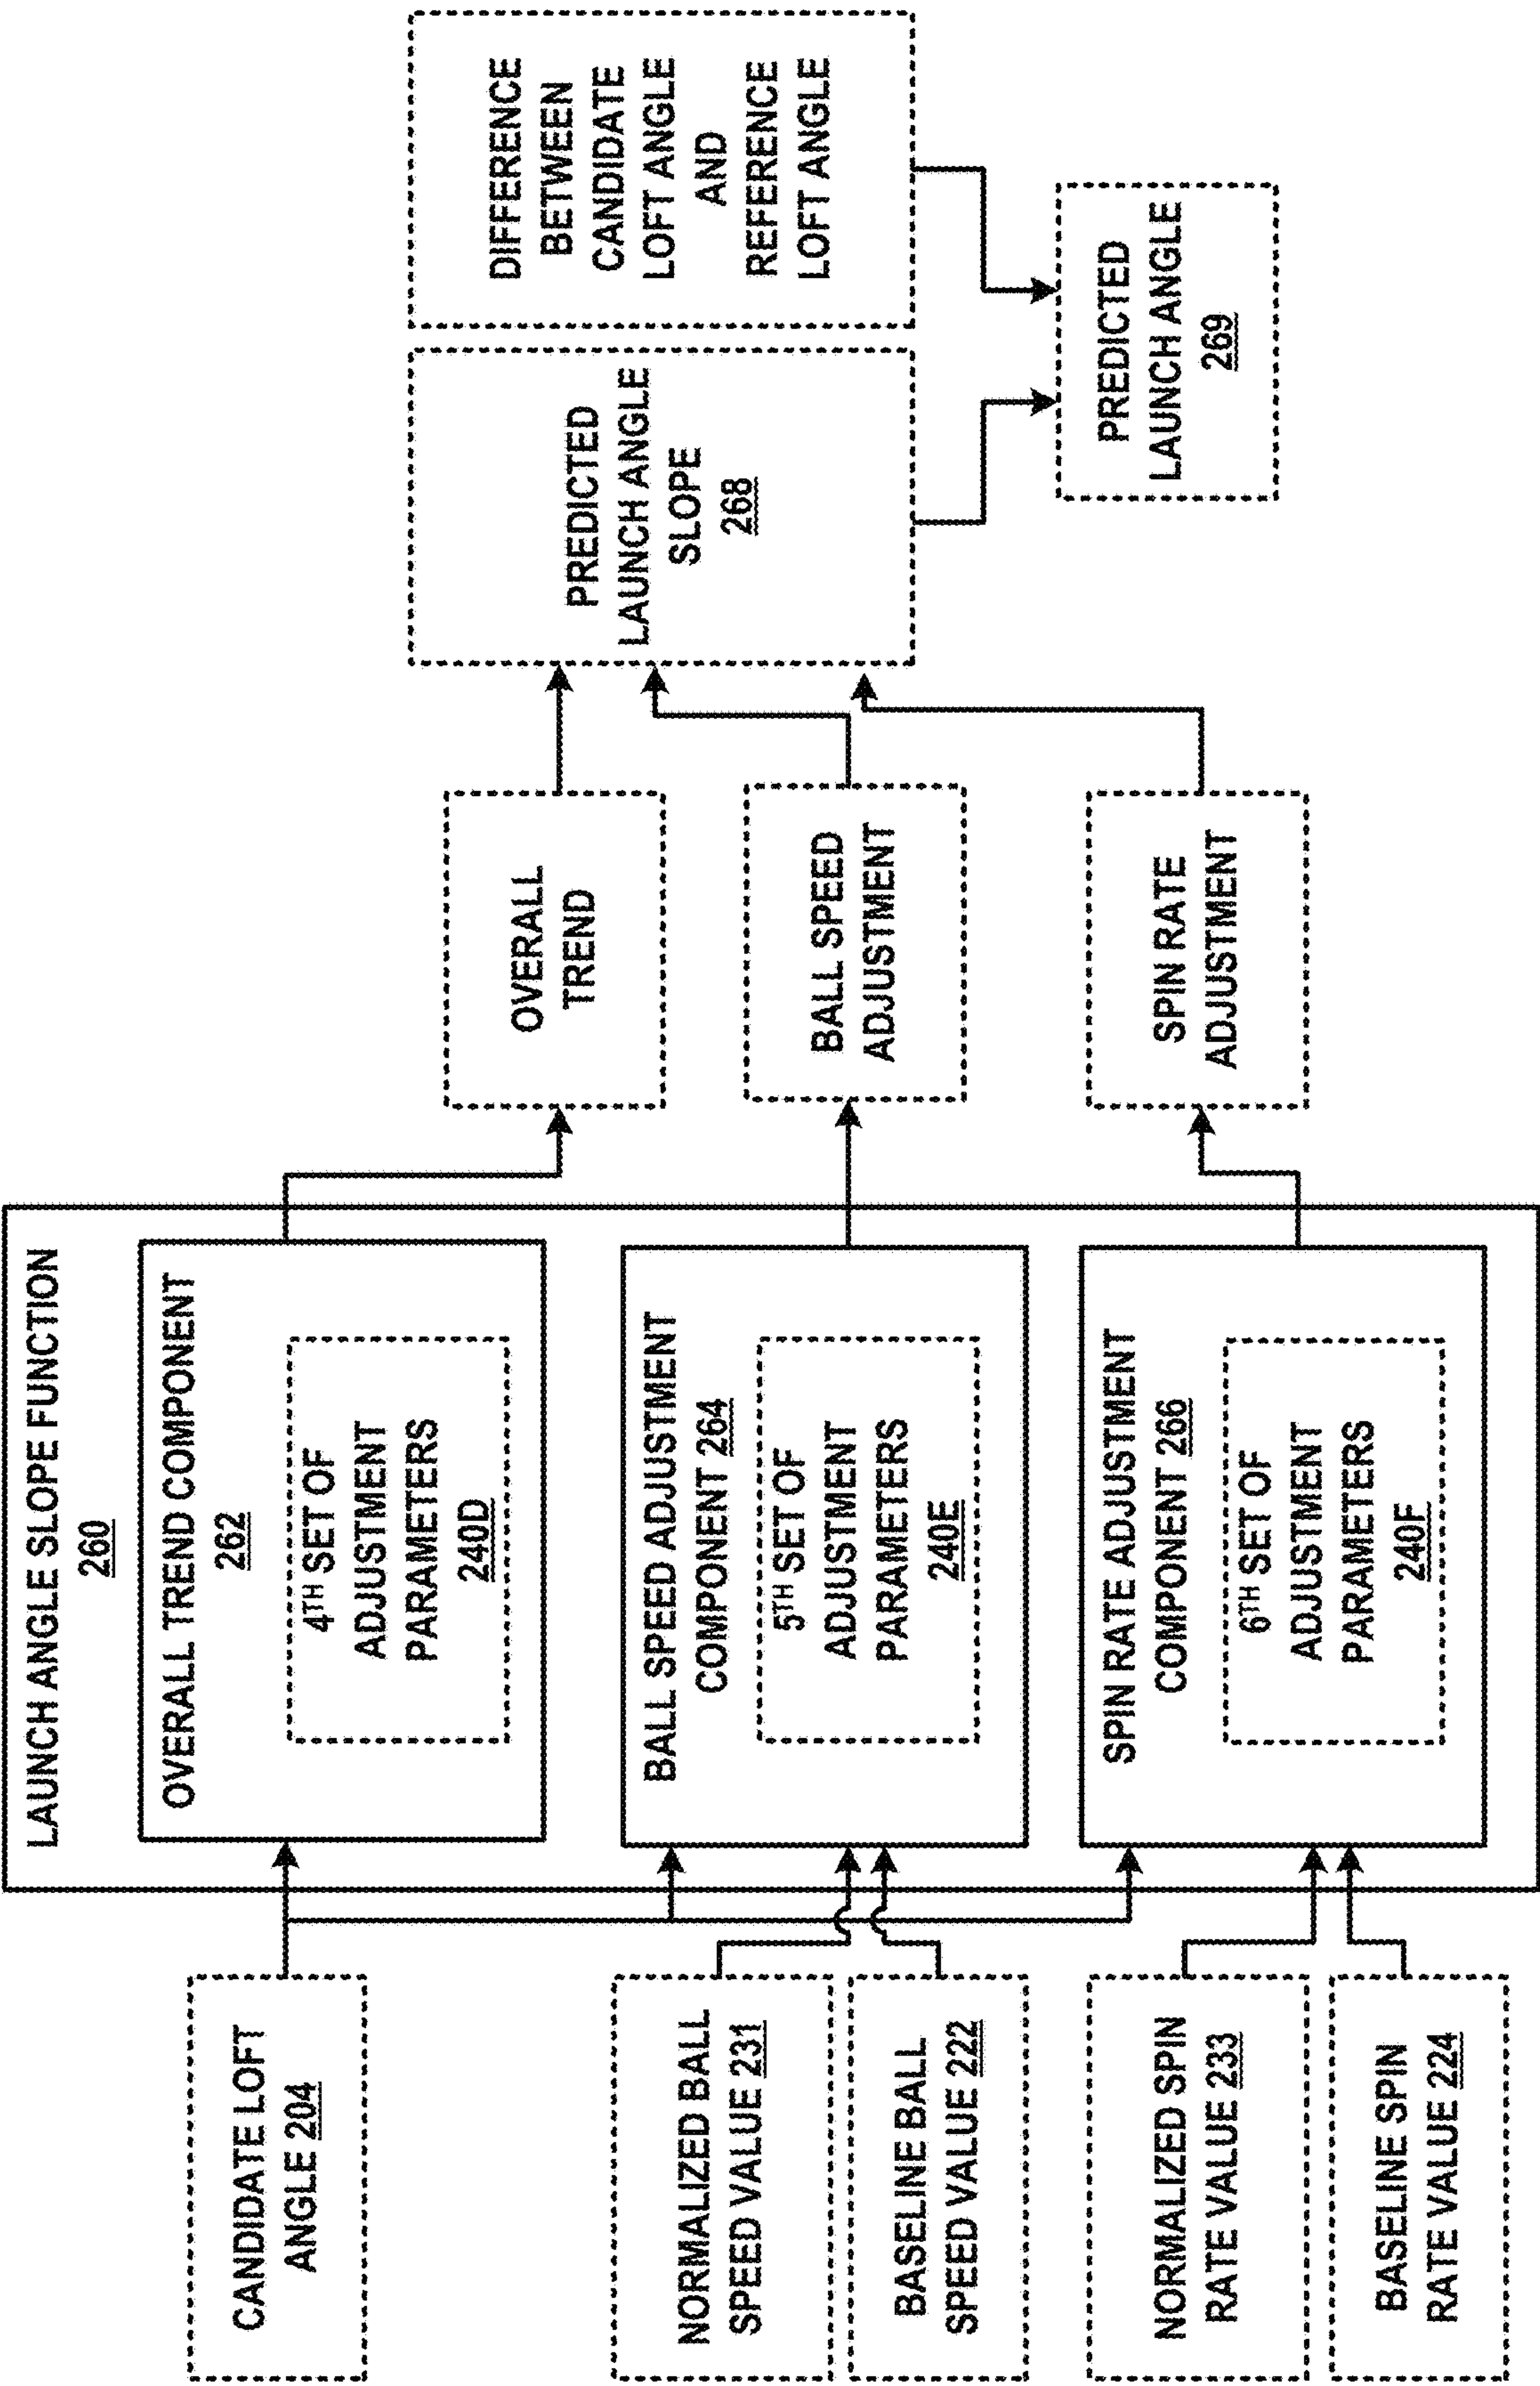 CANDIDATE LOFT
ANGLE 204
NORMALIZED BALL
SPEED VALUE 231
BASELINE BALL
SPEED VALUE 222
NORMALIZED SPIN
RATE VALUE 233
BASELINE SPIN
RATE VALUE 224
LAUNCH ANGLE SLOPE FUNCTION
260
OVERALL TREND COMPONENT
262
4TH SET OF
ADJUSTMENT
PARAMETERS
240D
BALL SPEED ADJUSTMENT
COMPONENT 264
5TH SET OF
ADJUSTMENT
PARAMETERS
240E
SPIN RATE ADJUSTMENT
COMPONENT 266
6TH SET OF
ADJUSTMENT
PARAMETERS
240F
OVERALL
TREND
BALL SPEED
ADJUSTMENT
SPIN RATE
ADJUSTMENT
PREDICTED
LAUNCH ANGLE
SLOPE
268
DIFFERENCE
BETWEEN
CANDIDATE
LOFT ANGLE
AND
REFERENCE
LOFT ANGLE
PREDICTED
LAUNCH ANGLE
269